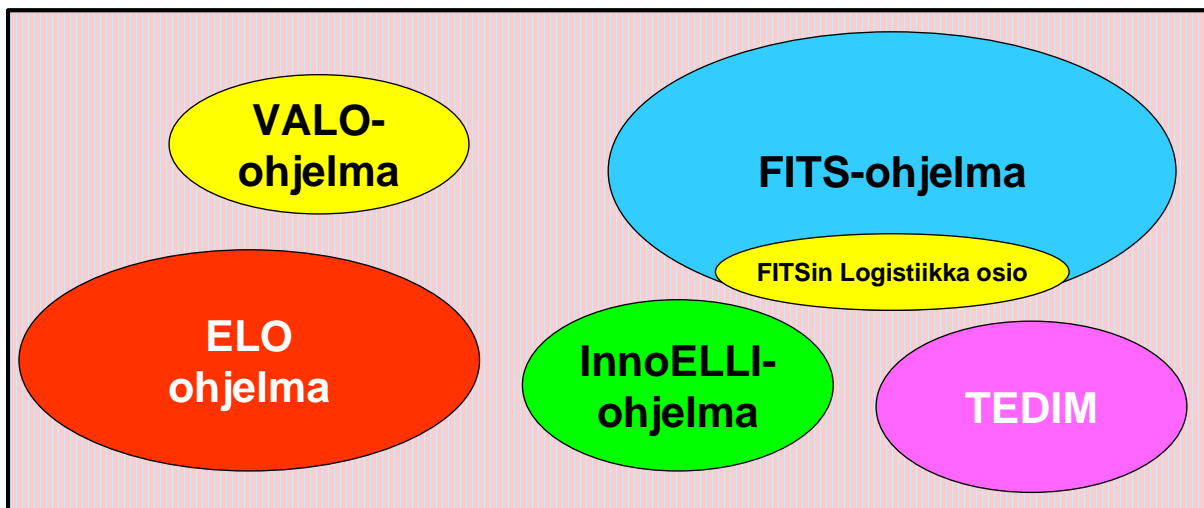 VALO-
ohjelma
FITS-ohjelma
FITSin Logistiikka osio
ELO
ohjelma
InnoELLI-
ohjelma
TEDIM